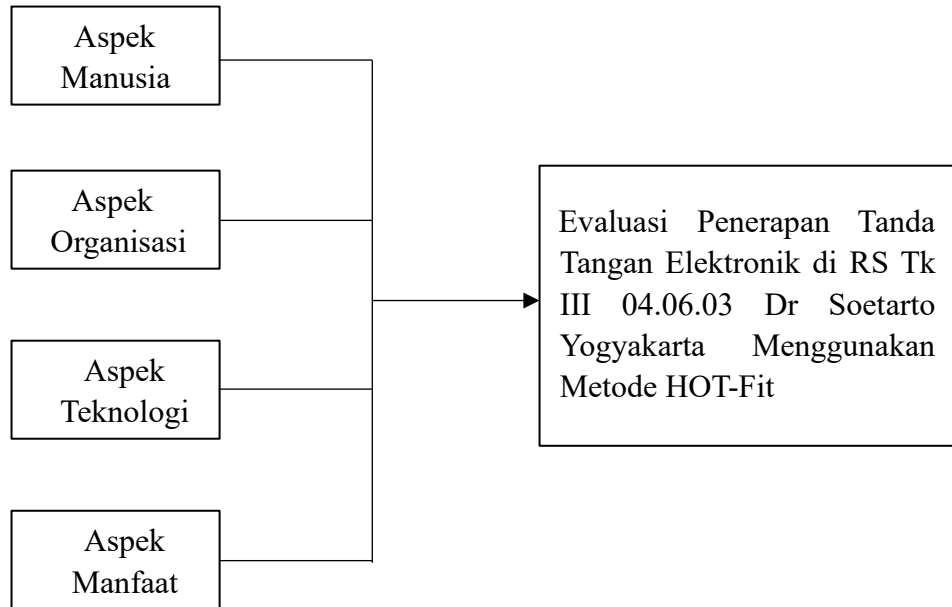 Aspek
Manusia
Aspek
Organisasi
Aspek
Teknologi
Aspek
Manfaat
Evaluasi Penerapan Tanda
Tangan Elektronik di RS Tk
III 04.06.03 Dr Soetarto
Yogyakarta Menggunakan
Metode HOT-Fit